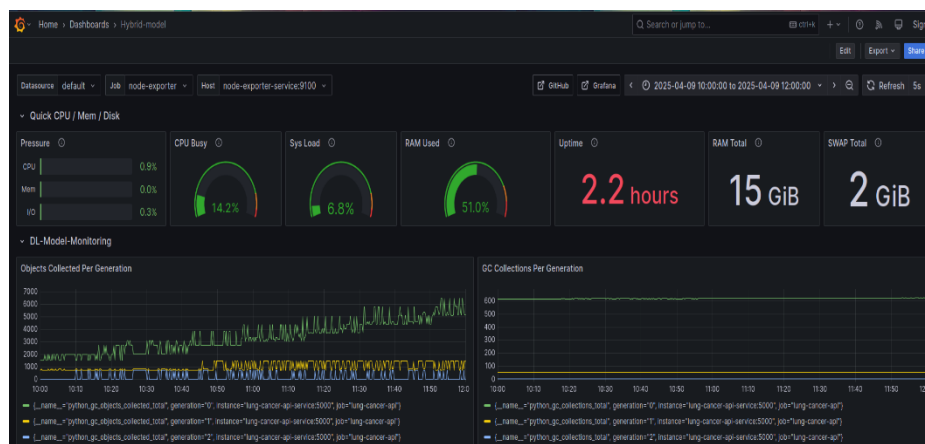 Home › Dashboards › Hybrid-model
Search or jump to...
ctrl+k
Sign
Edit
Export
Share
Datasource default
Job node-exporter
Host node-exporter-service:9100
GitHub
Grafana
2025-04-09 10:00:00 to 2025-04-09 12:00:00
Refresh 5s
Quick CPU / Mem / Disk
Pressure
CPU 0.9%
Mem 0.0%
I/O 0.3%
CPU Busy
14.2%
Sys Load
6.8%
RAM Used
51.0%
Uptime
2.2 hours
RAM Total
15 GiB
SWAP Total
2 GiB
DL-Model-Monitoring
Objects Collected Per Generation
7000
6000
5000
4000
3000
2000
1000
0
10:00 10:10 10:20 10:30 10:40 10:50 11:00 11:10 11:20 11:30 11:40 11:50 12:0
{__name__="python_gc_objects_collected_total", generation="0", instance="lung-cancer-api-service:5000", job="lung-cancer-api"}
{__name__="python_gc_objects_collected_total", generation="1", instance="lung-cancer-api-service:5000", job="lung-cancer-api"}
{__name__="python_gc_objects_collected_total", generation="2", instance="lung-cancer-api-service:5000", job="lung-cancer-api"}
GC Collections Per Generation
600
500
400
300
200
100
0
10:00 10:10 10:20 10:30 10:40 10:50 11:00 11:10 11:20 11:30 11:40 11:50
{__name__="python_gc_collections_total", generation="0", instance="lung-cancer-api-service:5000", job="lung-cancer-api"}
{__name__="python_gc_collections_total", generation="1", instance="lung-cancer-api-service:5000", job="lung-cancer-api"}
{__name__="python_gc_collections_total", generation="2", instance="lung-cancer-api-service:5000", job="lung-cancer-api"}